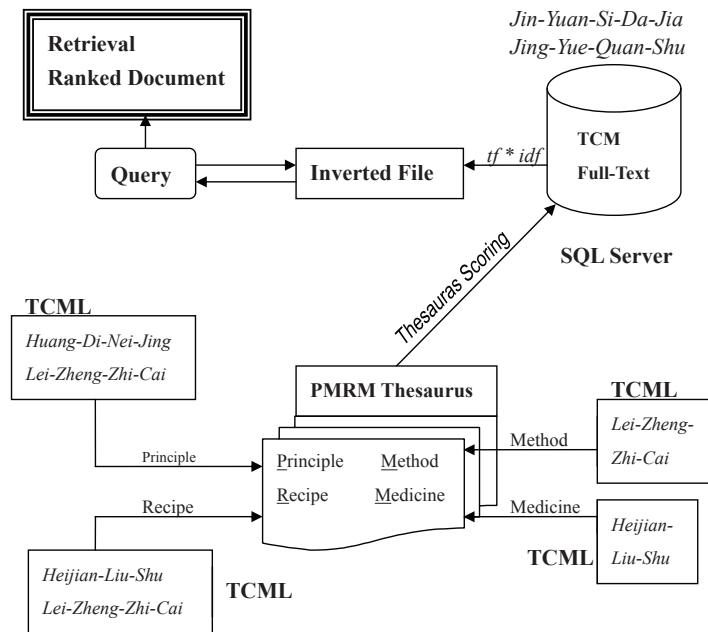 Jin-Yuan-Si-Da-Jia
Jing-Yue-Quan-Shu
Retrieval
Ranked Document
TCM
Full-Text
tf * idf
Query
Inverted File
SQL Server
Thesauras Scoring
TCML
Huang-Di-Nei-Jing
Lei-Zheng-Zhi-Cai
PMRM Thesaurus
TCML
Lei-Zheng-
Zhi-Cai
Method
Principle
Principle Method
Recipe Medicine
Recipe
Medicine
Heijian-
Liu-Shu
TCML
Heijian-Liu-Shu
Lei-Zheng-Zhi-Cai
TCML